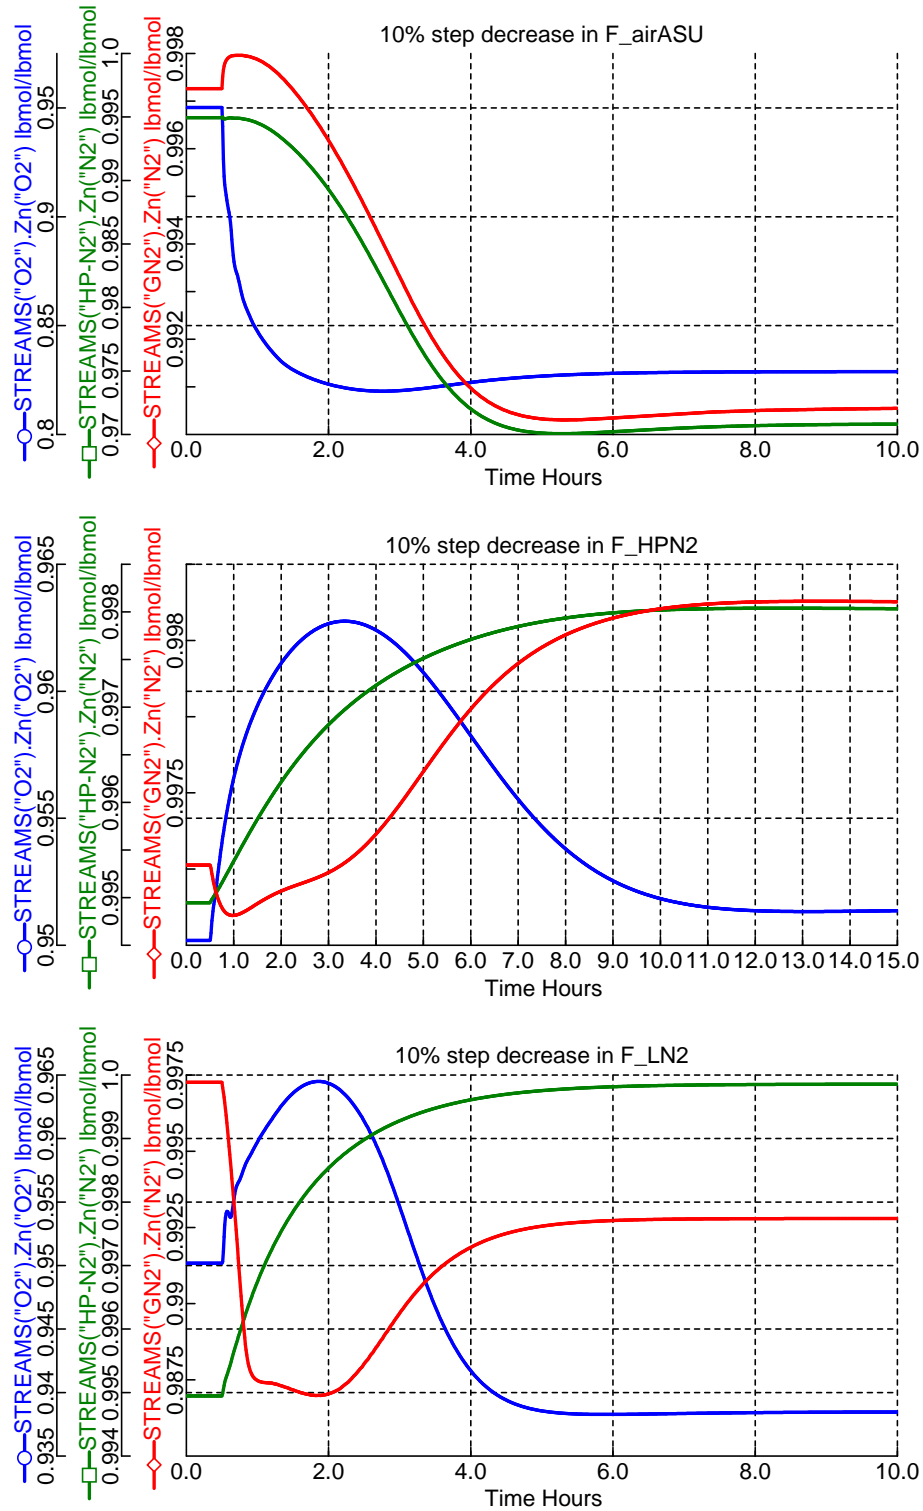 10% step decrease in F_airASU
STREAMS("O2").Zn("O2") lbmol/lbmol
0.8 0.85 0.9 0.95
STREAMS("HP-N2").Zn("N2") lbmol/lbmol
0.97 0.975 0.98 0.985 0.99 0.995 1.0
STREAMS("GN2").Zn("N2") lbmol/lbmol
0.992 0.994 0.996 0.998
0.0 2.0 4.0 6.0 8.0 10.0
Time Hours
10% step decrease in F_HPN2
STREAMS("O2").Zn("O2") lbmol/lbmol
0.95 0.955 0.96 0.965
STREAMS("HP-N2").Zn("N2") lbmol/lbmol
0.995 0.996 0.997 0.998
STREAMS("GN2").Zn("N2") lbmol/lbmol
0.9975 0.998
0.0 1.0 2.0 3.0 4.0 5.0 6.0 7.0 8.0 9.0 10.0 11.0 12.0 13.0 14.0 15.0
Time Hours
10% step decrease in F_LN2
STREAMS("O2").Zn("O2") lbmol/lbmol
0.935 0.94 0.945 0.95 0.955 0.96 0.965
STREAMS("HP-N2").Zn("N2") lbmol/lbmol
0.994 0.995 0.996 0.997 0.998 0.999 1.0
STREAMS("GN2").Zn("N2") lbmol/lbmol
0.9875 0.99 0.9925 0.995 0.9975
0.0 2.0 4.0 6.0 8.0 10.0
Time Hours